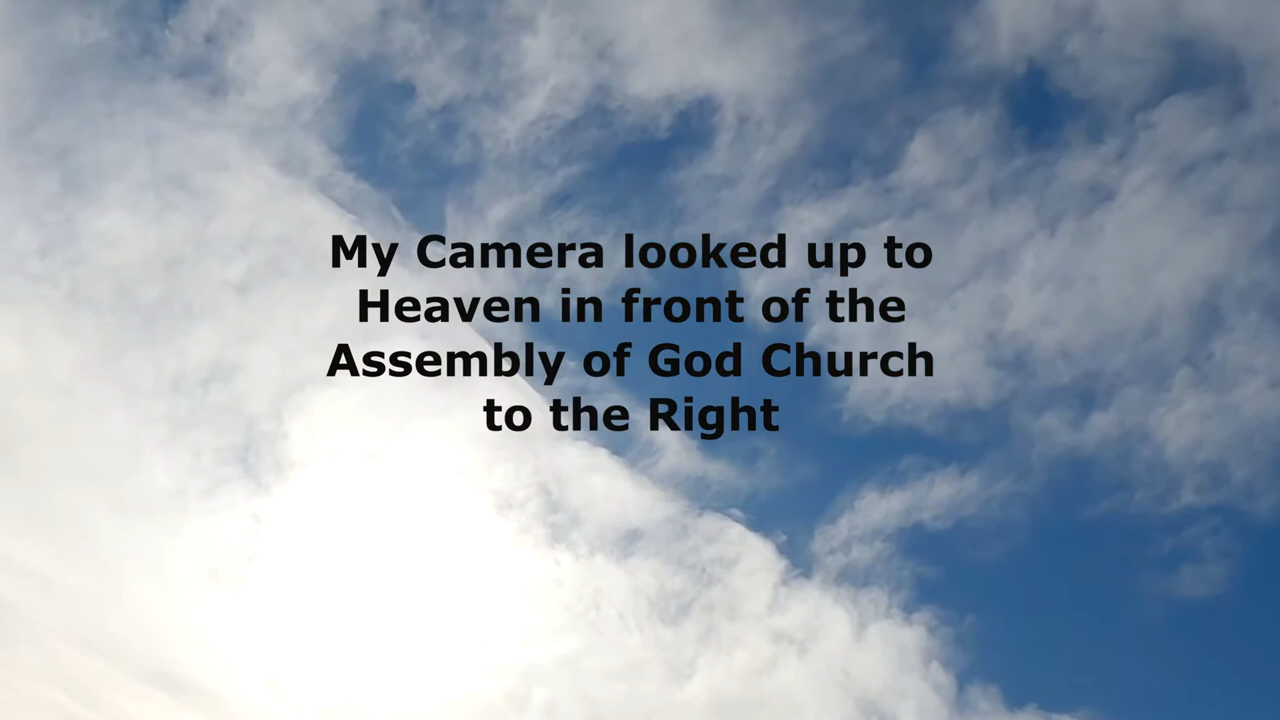 My Camera looked up to
Heaven in front of the
Assembly of God Church
to the Right